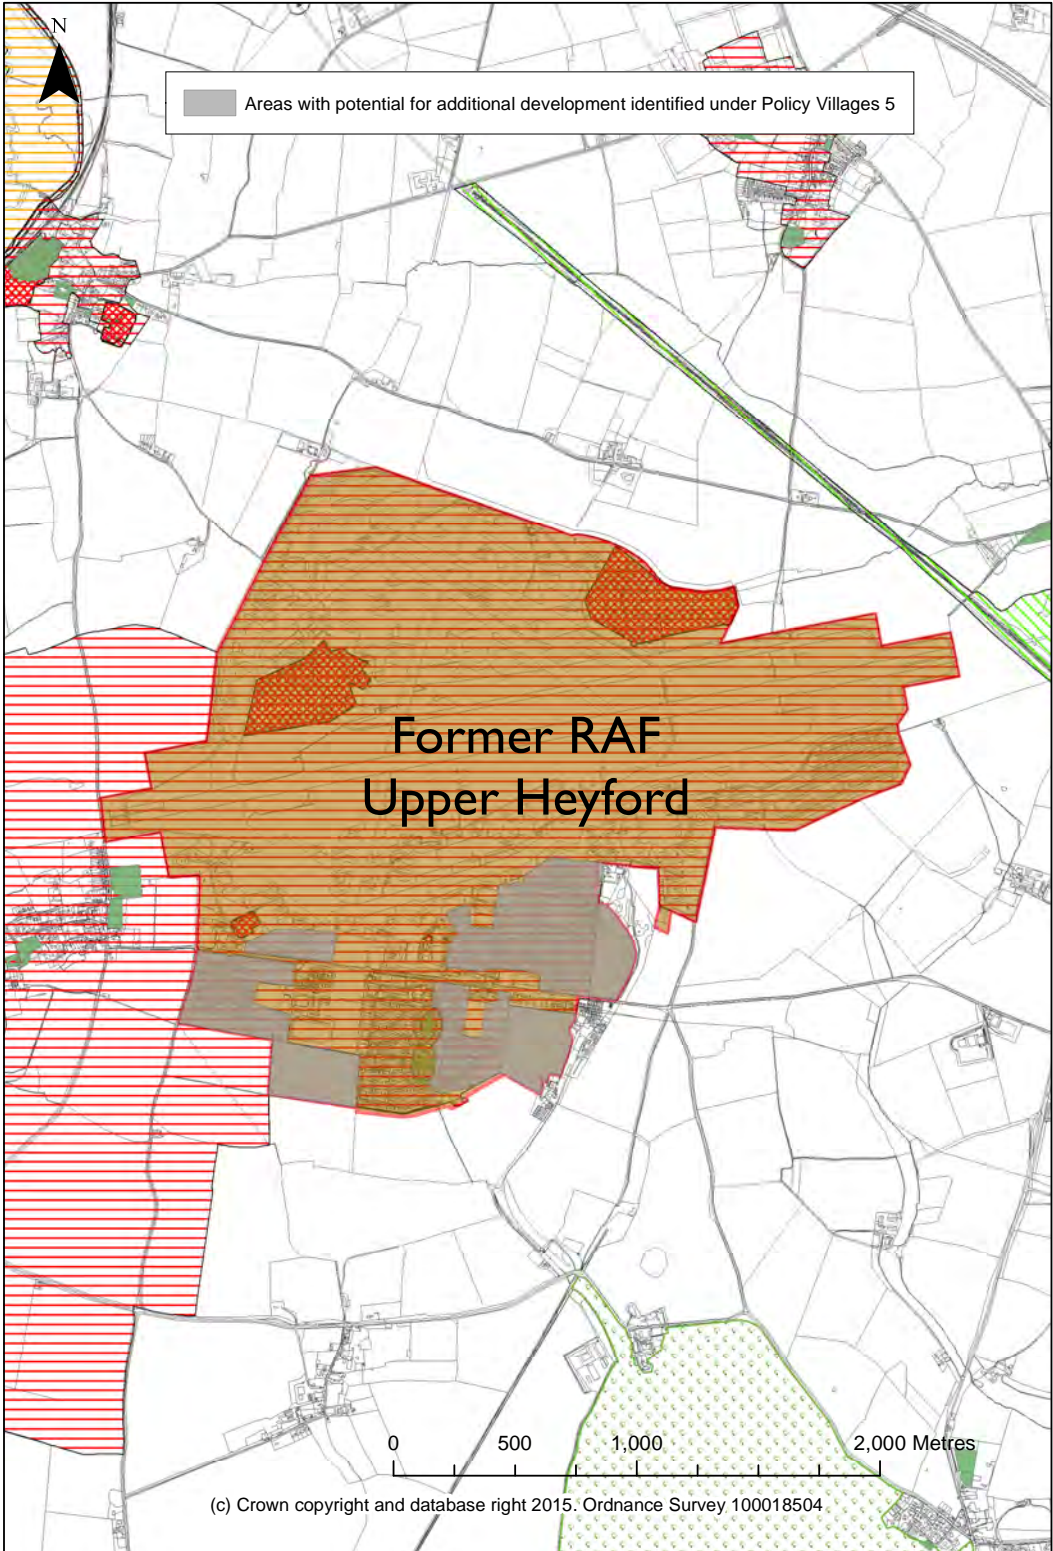 N
Areas with potential for additional development identified under Policy Villages 5
Former RAF
Upper Heyford
0 500 1,000 2,000 Metres
(c) Crown copyright and database right 2015. Ordnance Survey 100018504